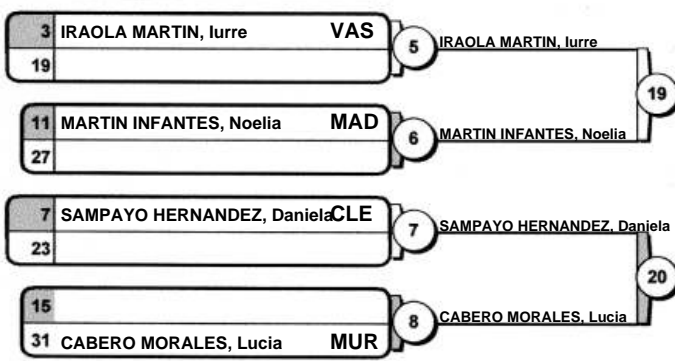 3 IRAOLA MARTIN, Iurre VAS
5
IRAOLA MARTIN, Iurre
19
19
11 MARTIN INFANTES, Noelia MAD
6
MARTIN INFANTES, Noelia
27
7 SAMPAYO HERNANDEZ, Daniela CLE
7
SAMPAYO HERNANDEZ, Daniela
23
20
15
8
CABERO MORALES, Lucia
31 CABERO MORALES, Lucia MUR